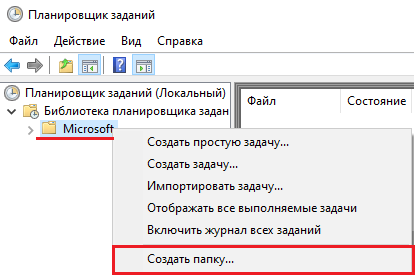 Планировщик заданий
Файл Действие Вид Справка
Планировщик заданий (Локальный)
Библиотека планировщика задан
Microsoft
Файл Состояние
Создать простую задачу...
Создать задачу...
Импортировать задачу...
Отображать все выполняемые задачи
Включить журнал всех заданий
Создать папку...